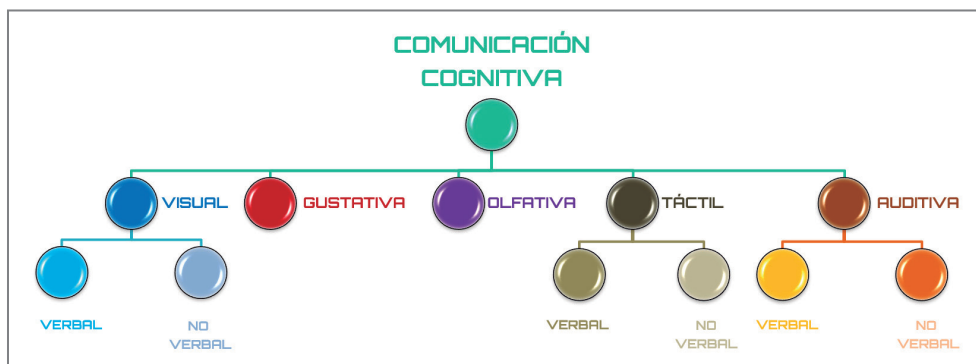 COMUNICACIÓN
COGNITIVA
VISUAL
GUSTATIVA
OLFATIVA
TÁCTIL
AUDITIVA
VERBAL
NO
VERBAL
VERBAL
NO
VERBAL
VERBAL
NO
VERBAL